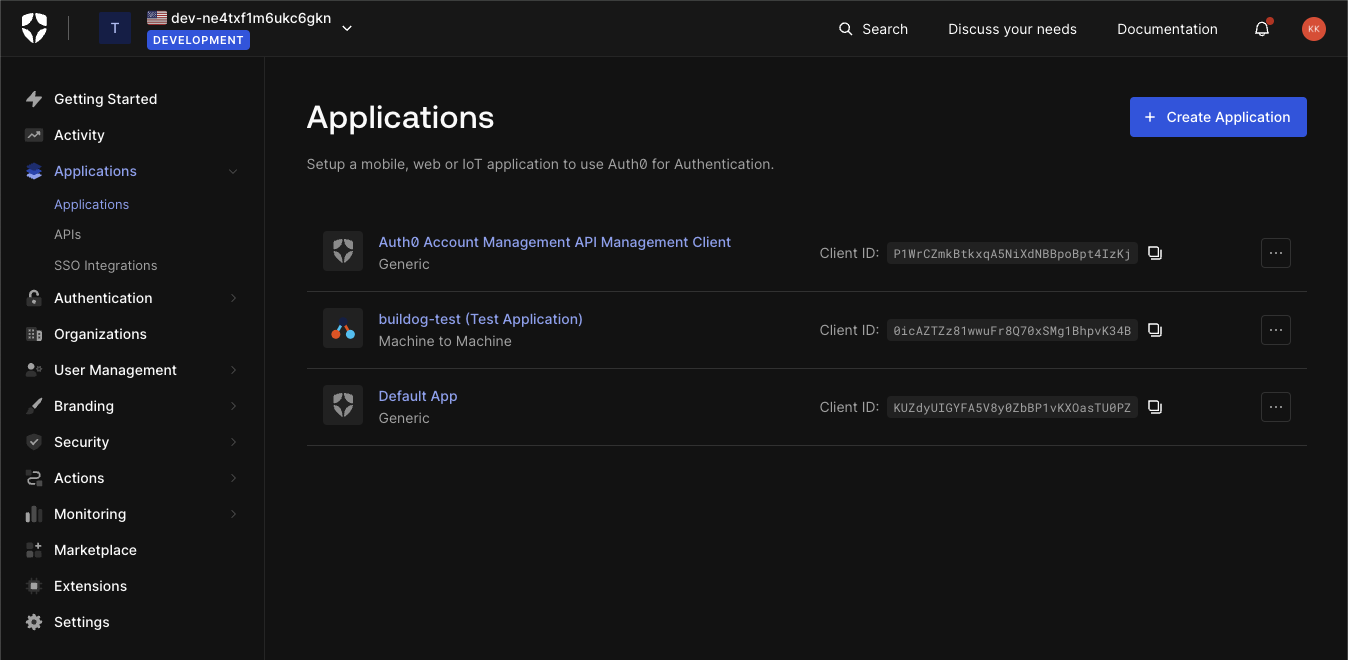 T
dev-ne4txf1m6ukc6gkn
DEVELOPMENT
Search
Discuss your needs
Documentation
KK
Getting Started
Activity
Applications
Applications
APIs
SSO Integrations
Authentication
Organizations
User Management
Branding
Security
Actions
Monitoring
Marketplace
Extensions
Settings
Applications
+ Create Application
Setup a mobile, web or IoT application to use Auth0 for Authentication.
Auth0 Account Management API Management Client
Generic
Client ID: P1WrCZmkBtkxqA5NiXdNBBpoBpt4IzKj
buildog-test (Test Application)
Machine to Machine
Client ID: 0icAZTZz81wwuFr8Q70xSMg1BhpvK34B
Default App
Generic
Client ID: KUZdyUIGYFA5V8y0ZbBP1vKXOasTU0PZ